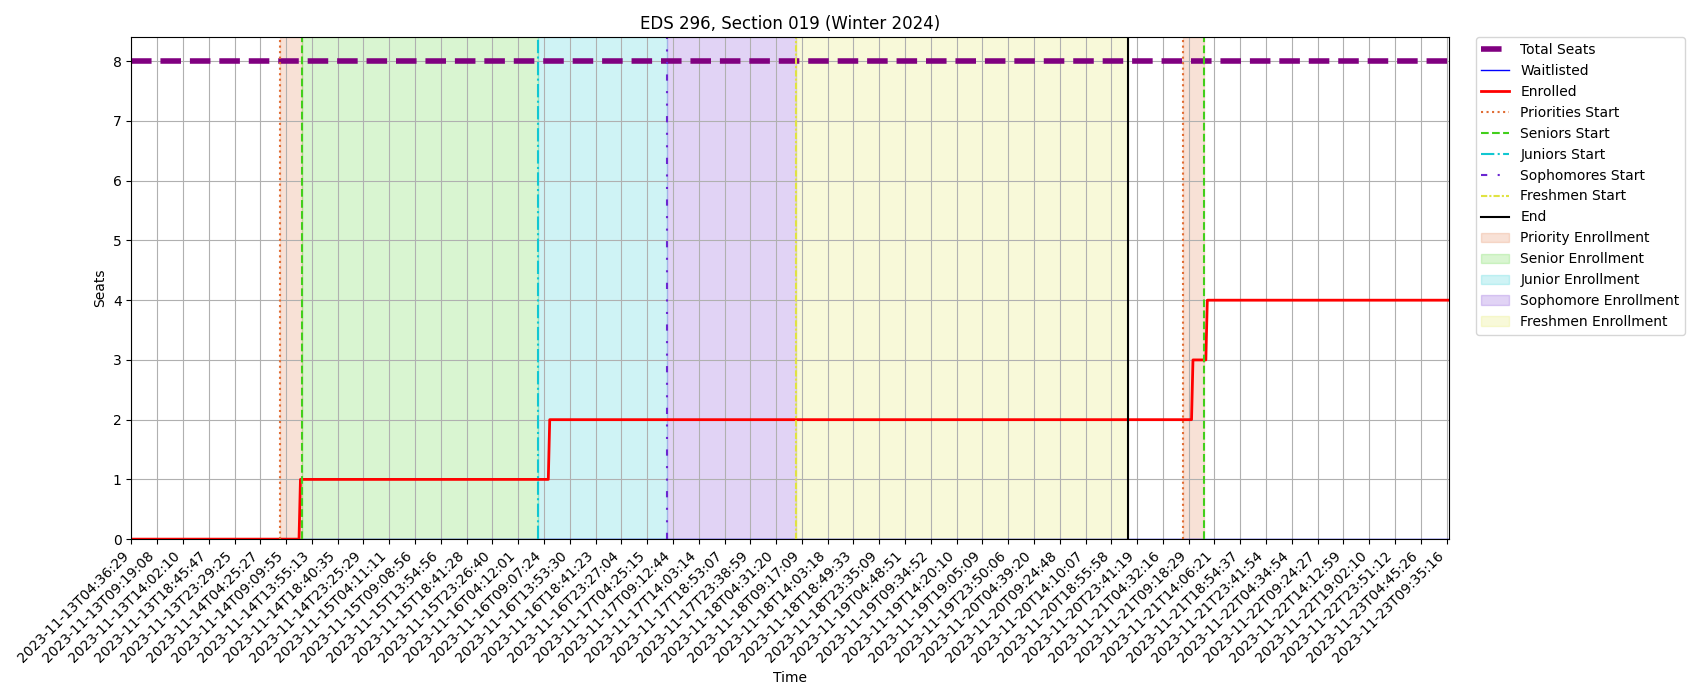 EDS 296, Section 019 (Winter 2024)
Seats
8
7
6
5
4
3
2
1
0
2023-11-13T04:36:29
2023-11-13T09:19:08
2023-11-13T14:02:10
2023-11-13T18:45:47
2023-11-13T23:29:25
2023-11-14T04:25:27
2023-11-14T09:09:55
2023-11-14T13:55:13
2023-11-14T18:40:35
2023-11-14T23:25:29
2023-11-15T04:11:11
2023-11-15T09:08:56
2023-11-15T13:54:56
2023-11-15T18:41:28
2023-11-15T23:26:40
2023-11-16T04:12:01
2023-11-16T09:07:24
2023-11-16T13:53:30
2023-11-16T18:41:23
2023-11-16T23:27:04
2023-11-17T04:25:15
2023-11-17T09:12:44
2023-11-17T14:03:14
2023-11-17T18:53:07
2023-11-17T23:38:59
2023-11-18T04:31:20
2023-11-18T09:17:09
2023-11-18T14:03:18
2023-11-18T18:49:33
2023-11-18T23:35:09
2023-11-19T04:48:51
2023-11-19T09:34:52
2023-11-19T14:20:10
2023-11-19T19:05:09
2023-11-19T23:50:06
2023-11-20T04:39:20
2023-11-20T09:24:48
2023-11-20T14:10:07
2023-11-20T18:55:58
2023-11-20T23:41:19
2023-11-21T04:32:16
2023-11-21T09:18:29
2023-11-21T14:06:21
2023-11-21T18:54:37
2023-11-21T23:41:54
2023-11-22T04:34:54
2023-11-22T09:24:27
2023-11-22T14:12:59
2023-11-22T19:02:10
2023-11-22T23:51:12
2023-11-23T04:45:26
2023-11-23T09:35:16
Time
Total Seats
Waitlisted
Enrolled
Priorities Start
Seniors Start
Juniors Start
Sophomores Start
Freshmen Start
End
Priority Enrollment
Senior Enrollment
Junior Enrollment
Sophomore Enrollment
Freshmen Enrollment